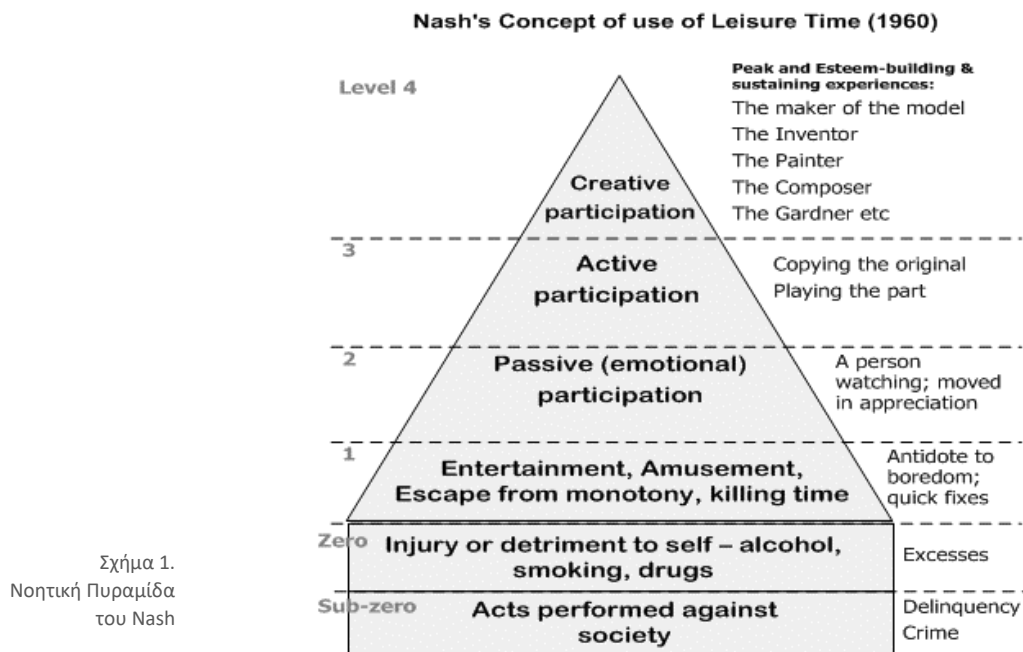 Nash's Concept of use of Leisure Time (1960)
Level 4
Peak and Esteem-building &
sustaining experiences:
The maker of the model
The Inventor
The Painter
The Composer
The Gardner etc
Creative
participation
3
Active
participation
Copying the original
Playing the part
2
Passive (emotional)
participation
A person
watching; moved
in appreciation
1
Entertainment, Amusement,
Escape from monotony, killing time
Antidote to
boredom;
quick fixes
Zero
Injury or detriment to self – alcohol,
smoking, drugs
Excesses
Sub-zero
Acts performed against
society
Delinquency
Crime
Σχήμα 1.
Νοητική Πυραμίδα
του Nash